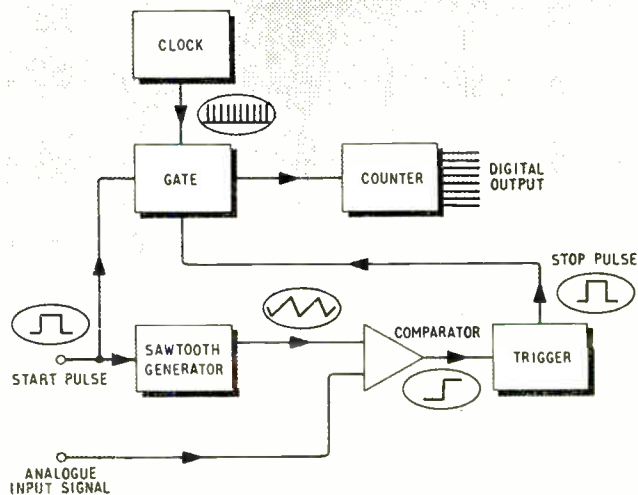 CLOCK
GATE
COUNTER
DIGITAL
OUTPUT
STOP PULSE
START PULSE
SAWTOOTH
GENERATOR
COMPARATOR
TRIGGER
ANALOGUE
INPUT SIGNAL